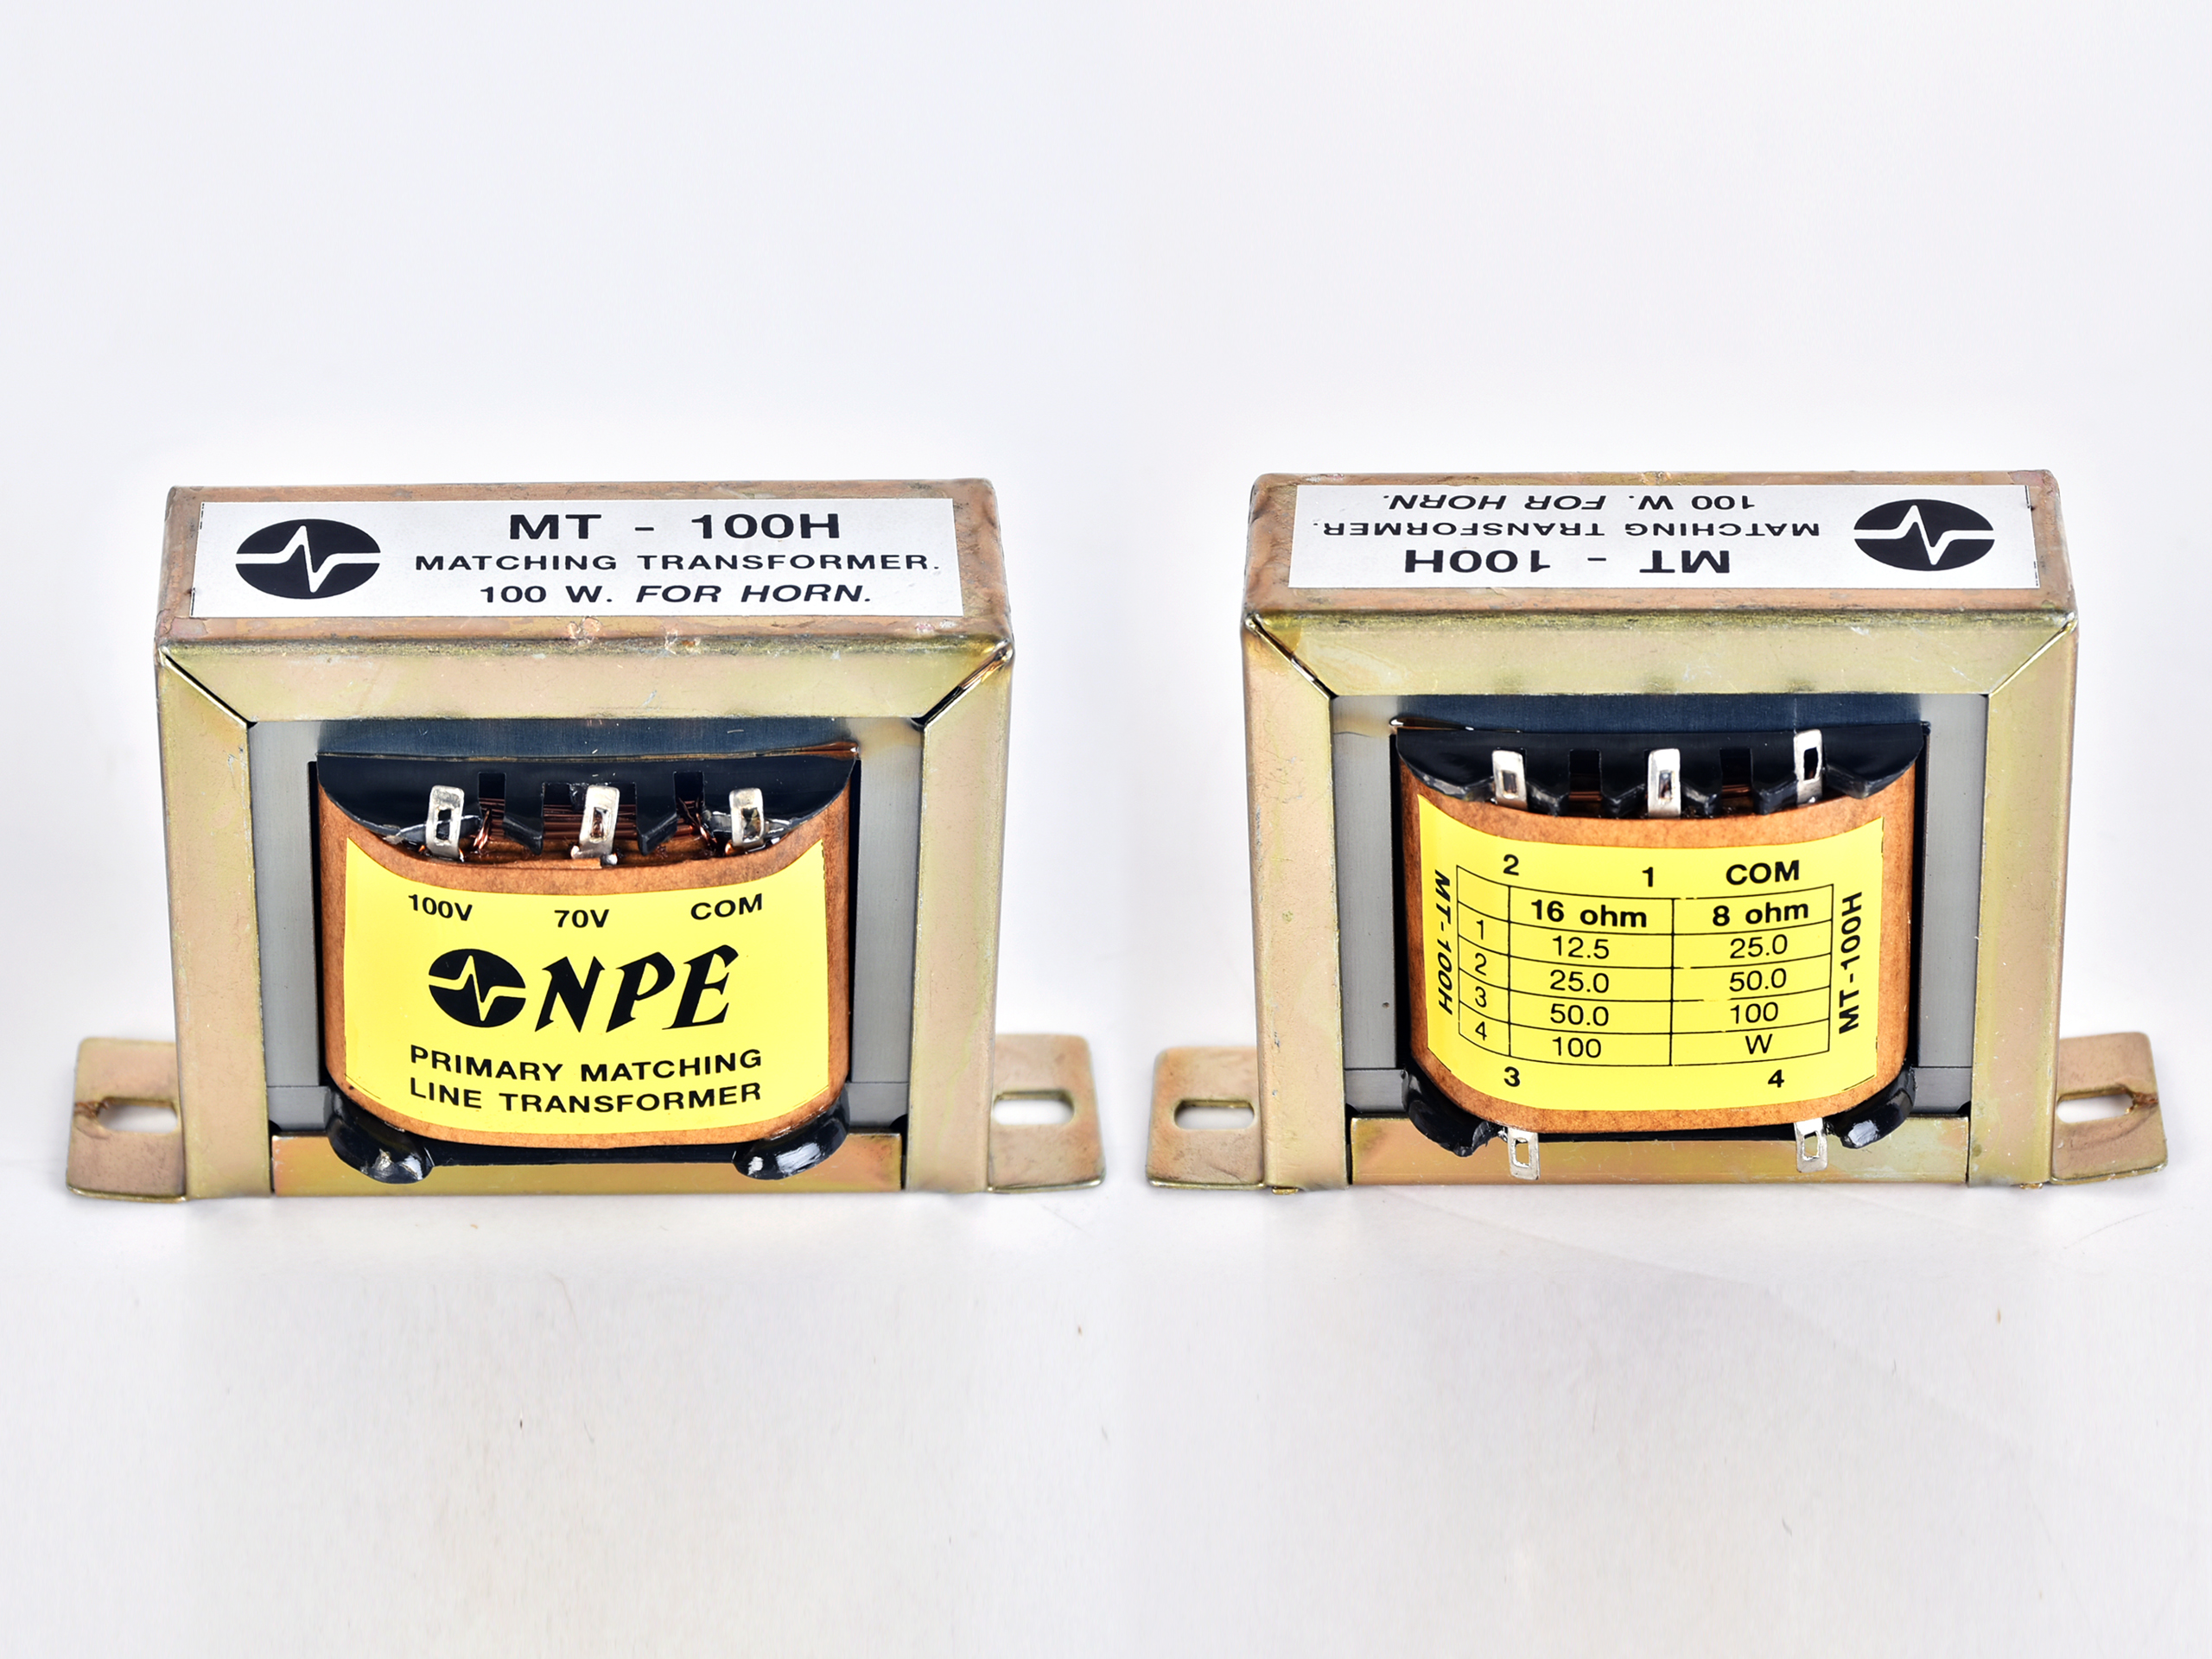 MT - 100H
MATCHING TRANSFORMER.
100 W. FOR HORN.
100V 70V COM
NPE
PRIMARY MATCHING
LINE TRANSFORMER
MT - 100H
MATCHING TRANSFORMER.
100 W. FOR HORN.
2 1 COM
16 ohm 8 ohm
1 12.5 25.0
2 25.0 50.0
3 50.0 100
4 100 W
3 4
MT-100H
MT-100H